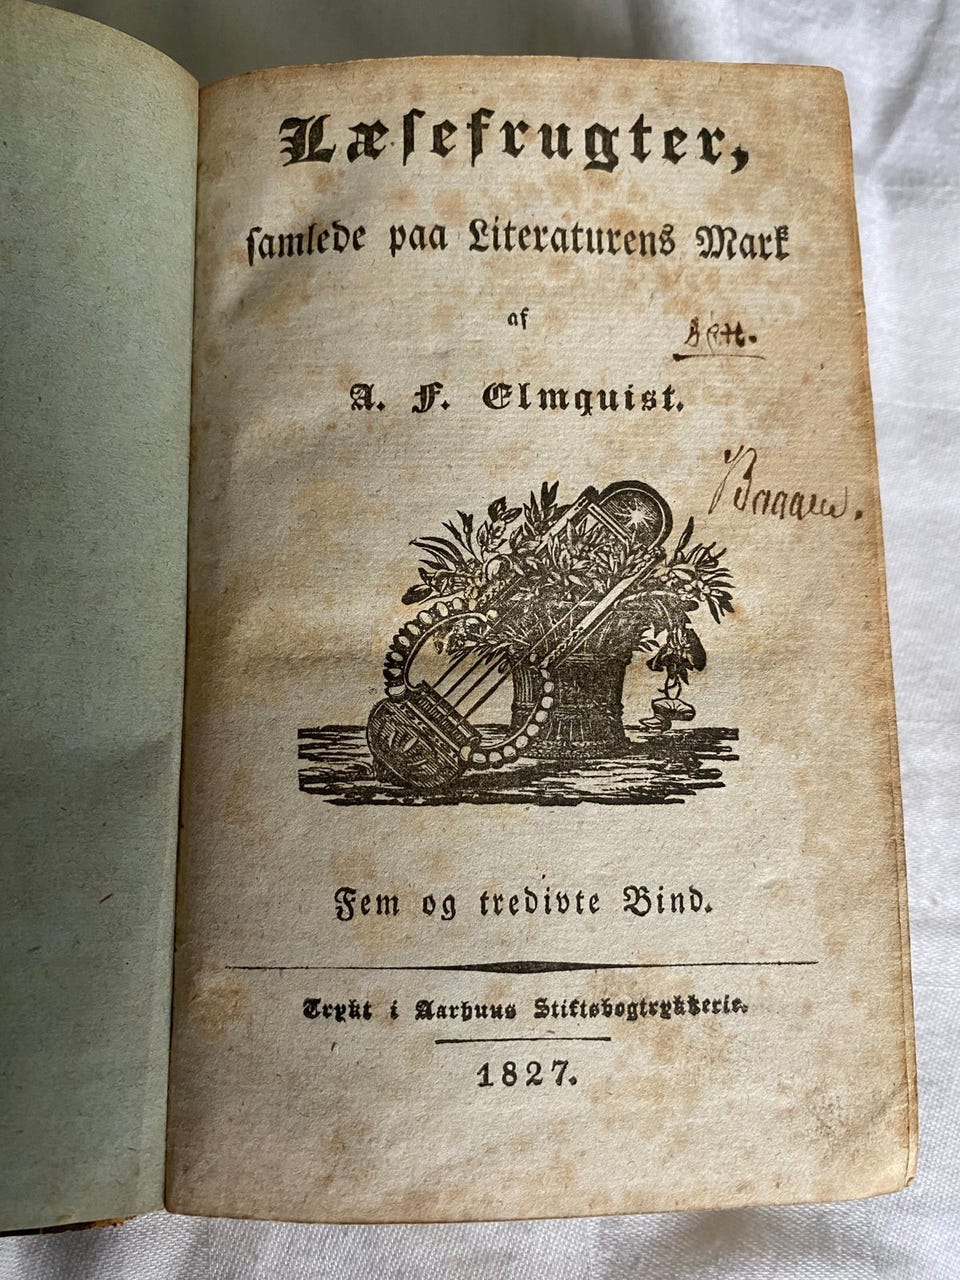 Læsefrugter,
samlede paa Literaturens Mark
af
A. F. Elmquist.
Fem og tredivte Bind.
Trykt i Aarhuus Stiftsbogtrykkerie.
1827.